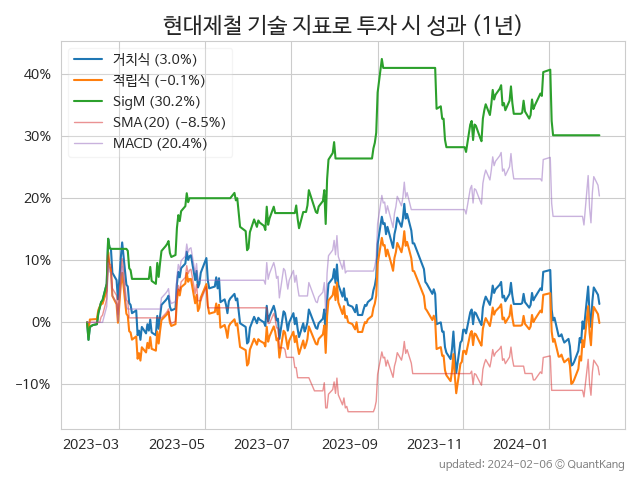 현대제철 기술 지표로 투자 시 성과 (1년)
거치식 (3.0%)
적립식 (−0.1%)
SigM (30.2%)
SMA(20) (−8.5%)
MACD (20.4%)
40%
30%
20%
10%
0%
−10%
2023-03 2023-05 2023-07 2023-09 2023-11 2024-01
updated: 2024-02-06 © QuantKang